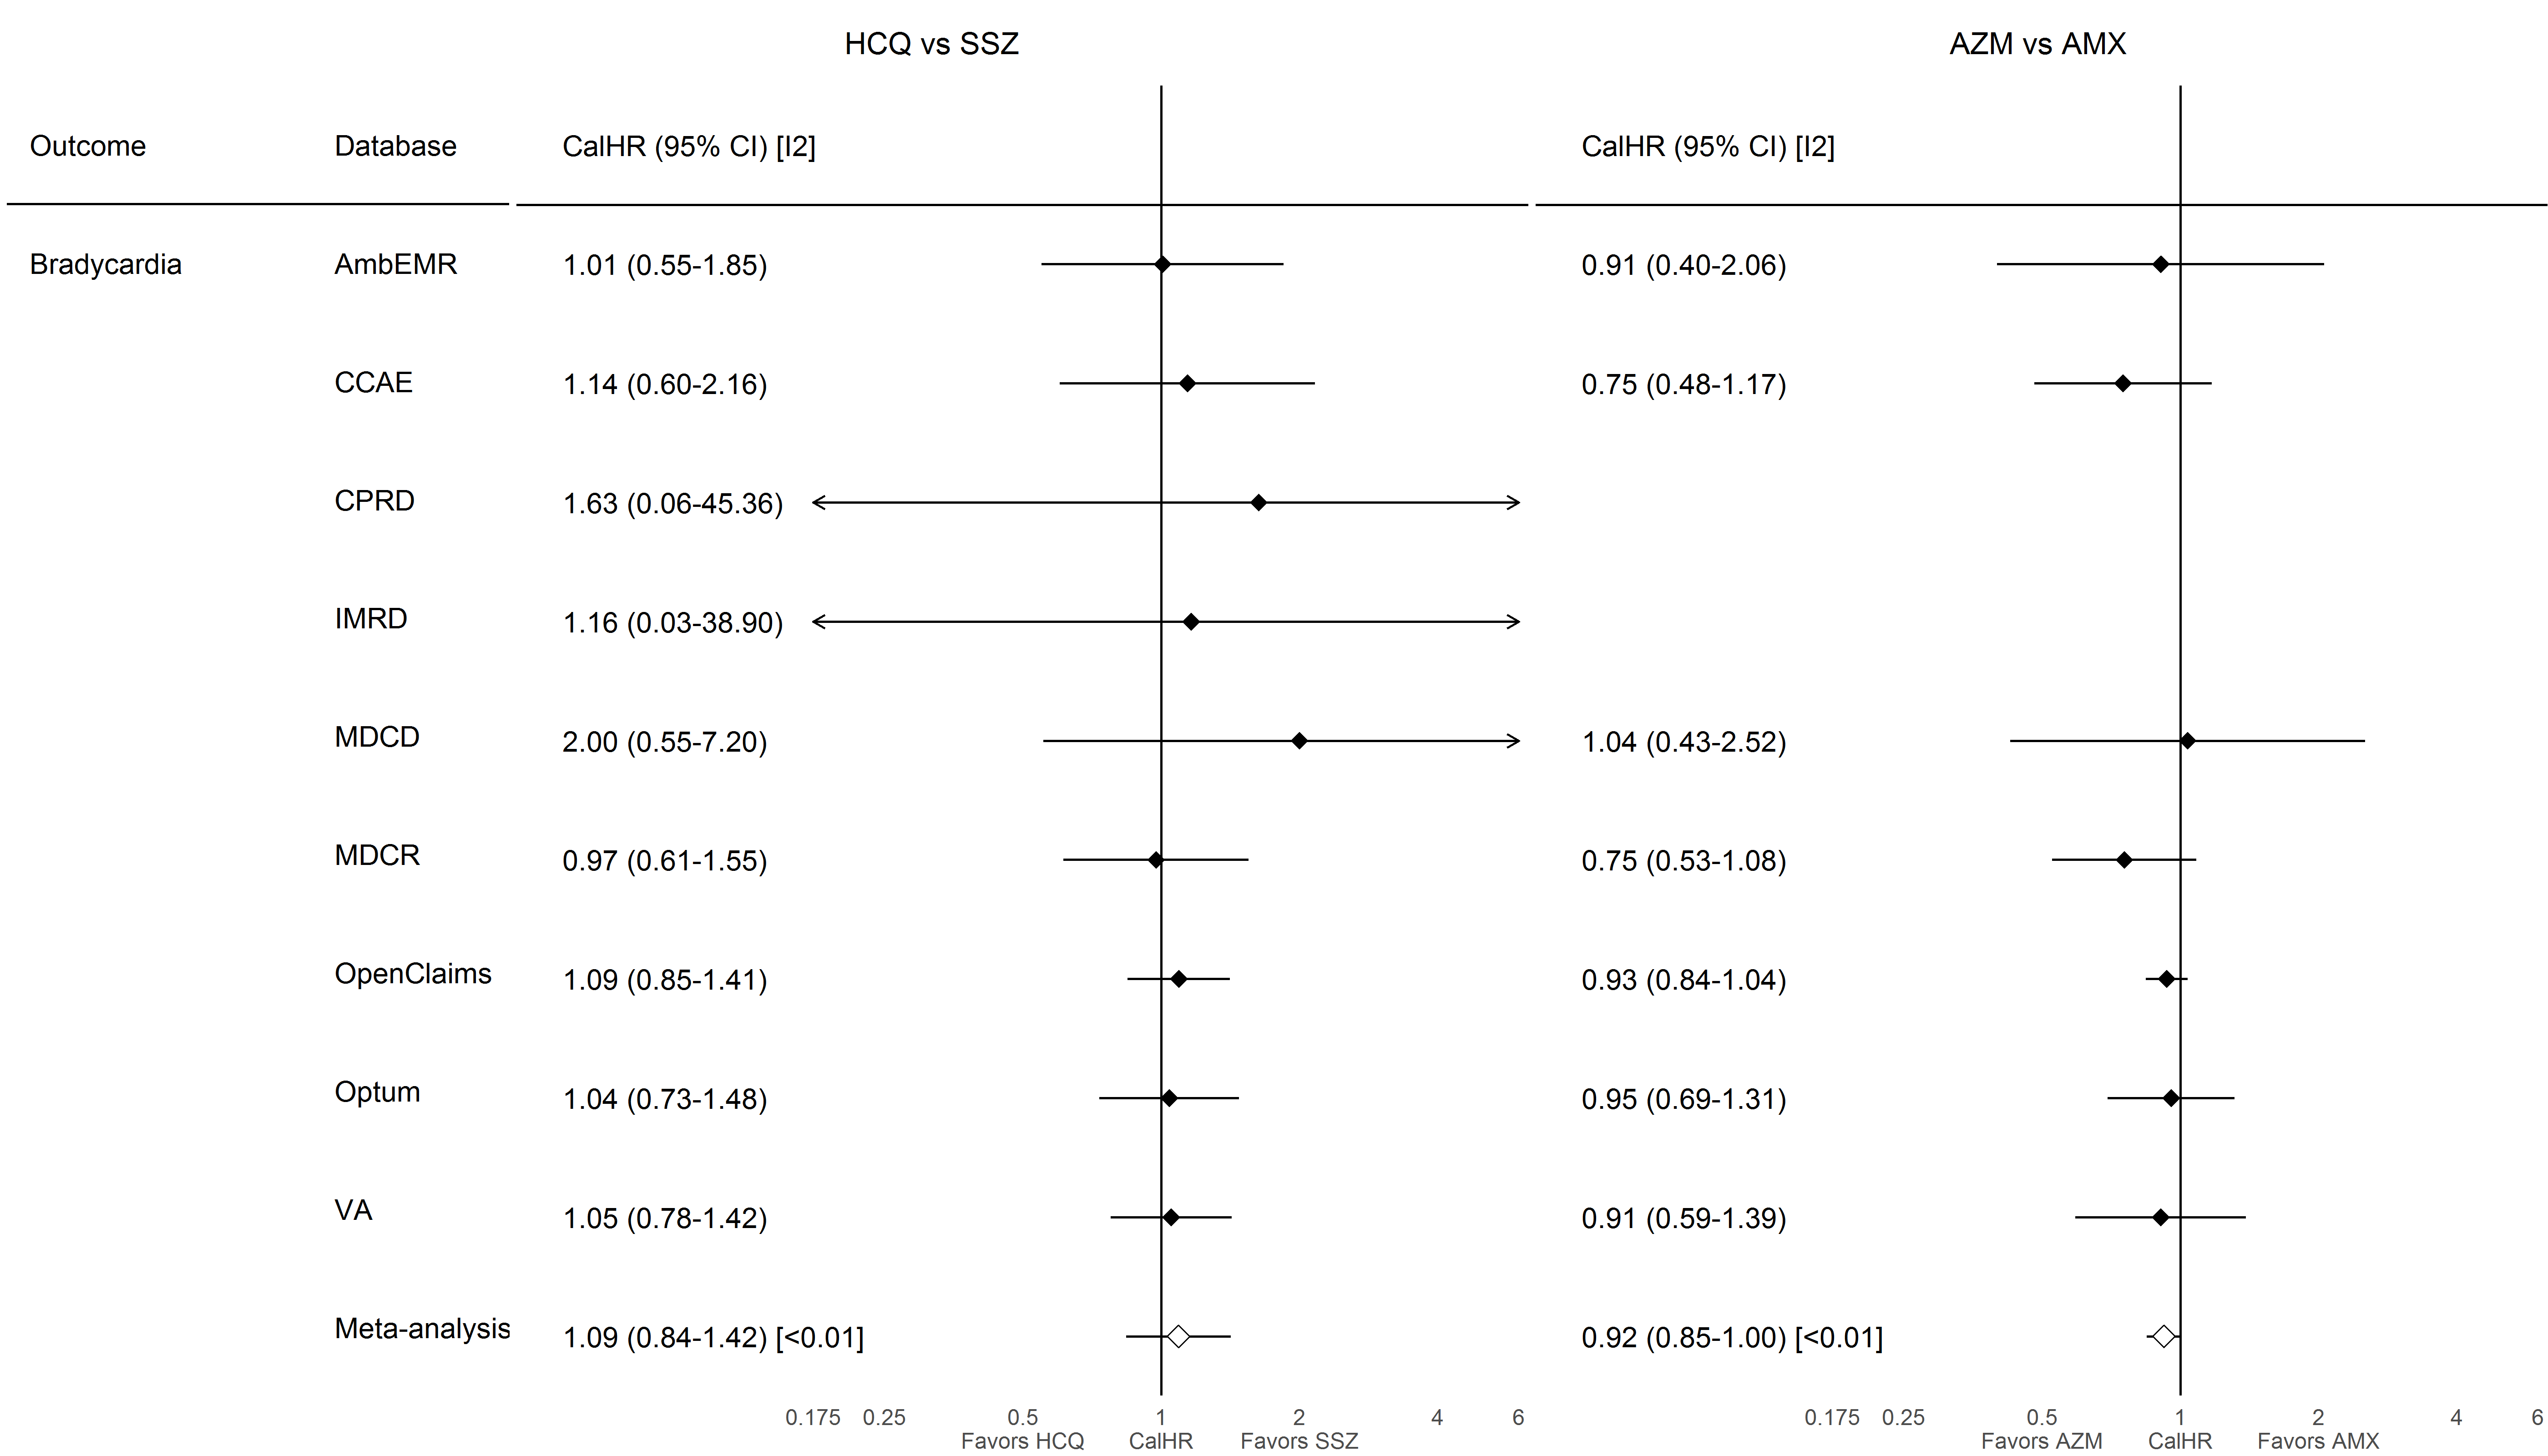 HCQ vs SSZ AZM vs AMX
Outcome Database CalHR (95% CI) [I2] CalHR (95% CI) [I2]
Bradycardia AmbEMR 1.01 (0.55-1.85) 0.91 (0.40-2.06)
CCAE 1.14 (0.60-2.16) 0.75 (0.48-1.17)
CPRD 1.63 (0.06-45.36)
IMRD 1.16 (0.03-38.90)
MDCD 2.00 (0.55-7.20) 1.04 (0.43-2.52)
MDCR 0.97 (0.61-1.55) 0.75 (0.53-1.08)
OpenClaims 1.09 (0.85-1.41) 0.93 (0.84-1.04)
Optum 1.04 (0.73-1.48) 0.95 (0.69-1.31)
VA 1.05 (0.78-1.42) 0.91 (0.59-1.39)
Meta-analysis 1.09 (0.84-1.42) [<0.01] 0.92 (0.85-1.00) [<0.01]
0.175 0.25 0.5 1 2 4 6 0.175 0.25 0.5 1 2 4 6
Favors HCQ CalHR Favors SSZ Favors AZM CalHR Favors AMX